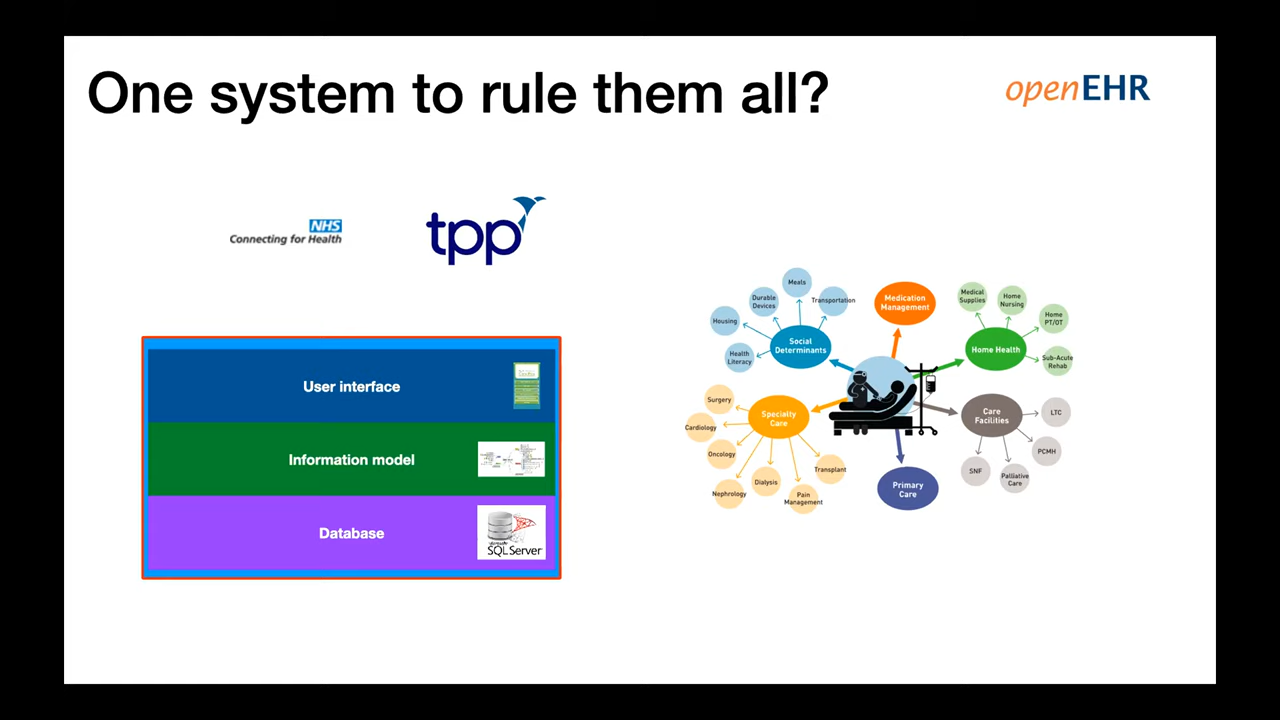 One system to rule them all?
openEHR
NHS
Connecting for Health
tpp
User interface
Information model
Database
SQL Server
Meals
Durable
Devices
Transportation
Housing
Health
Literacy
Social
Determinants
Medication
Management
Medical
Supplies
Home
Nursing
Home
PT/OT
Sub-Acute
Rehab
Home Health
Surgery
Cardiology
Oncology
Nephrology
Dialysis
Pain
Management
Transplant
Specialty
Care
Primary
Care
Care
Facilities
LTC
PCMH
Palliative
Care
SNF